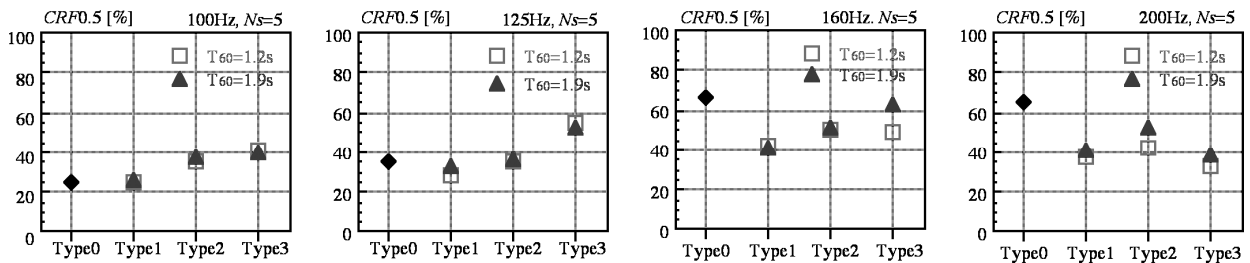 CRF0.5 [%] 100Hz, Ns=5
100
80
60
40
20
0
T60=1.2s
T60=1.9s
Type0 Type1 Type2 Type3
CRF0.5 [%] 125Hz, Ns=5
100
80
60
40
20
0
T60=1.2s
T60=1.9s
Type0 Type1 Type2 Type3
CRF0.5 [%] 160Hz. Ns=5
100
80
60
40
20
0
T60=1.2s
T60=1.9s
Type0 Type1 Type2 Type3
CRF0.5 [%] 200Hz, Ns=5
100
80
60
40
20
0
T60=1.2s
T60=1.9s
Type0 Type1 Type2 Type3